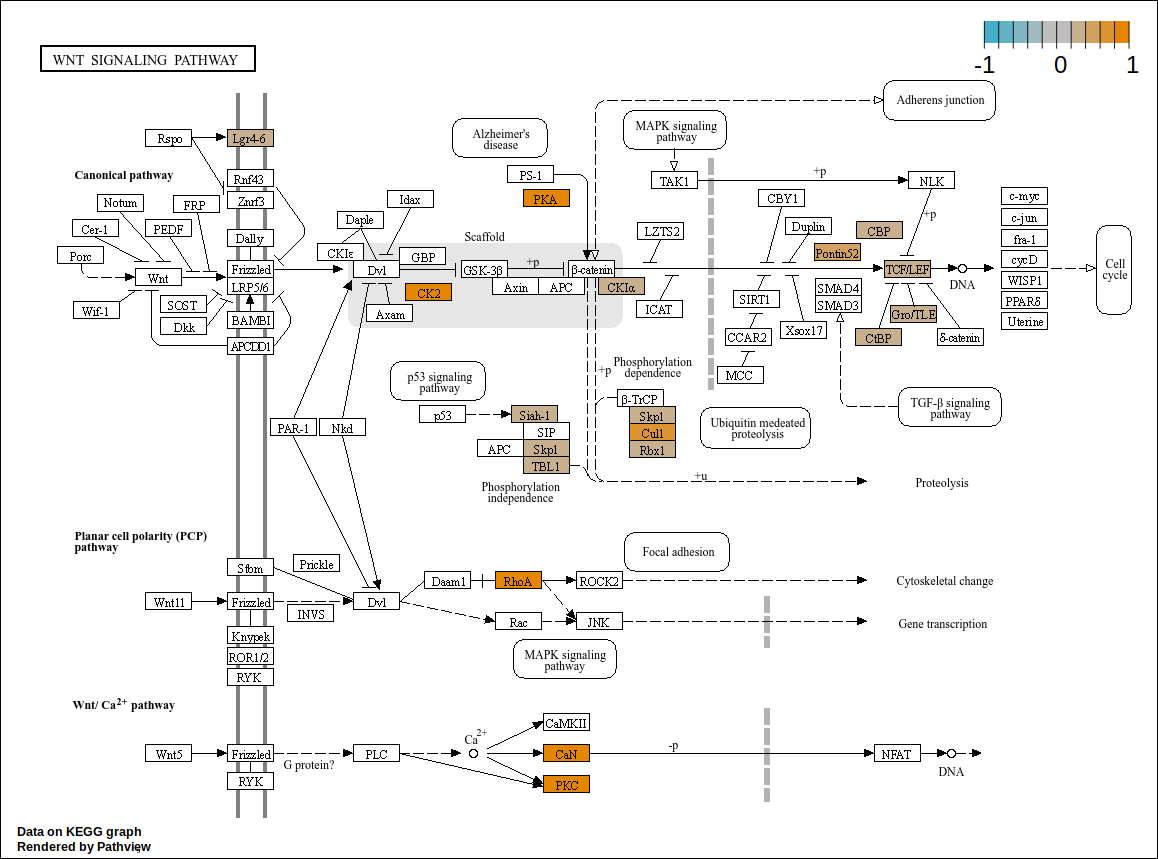 WNT SIGNALING PATHWAY
-1 0 1
Adherens junction
Alzheimer's
disease
MAPK signaling
pathway
Rspo
Lgr4-6
Canonical pathway
Rnf43
Znrf3
PS-1
PKA
TAK1
+p
NLK
Notum
FRP
Idax
CBY1
c-myc
Cer-1
PEDF
Daple
Scaffold
LZTS2
Duplin
CBP
+p
c-jun
Dally
fra-1
Porc
Wnt
Frizzled
LRP5/6
CKIε
Dvl
GBP
GSK-3β
+p
β-catenin
Pontin52
TCF/LEF
DNA
cycD
Cell
cycle
Axin
APC
CKIα
CK2
SMAD4
SMAD3
WISP1
PPARδ
Uterine
Wif-1
SOST
Dkk
BAMBI
APCDD1
Axam
ICAT
SIRT1
CCAR2
MCC
Xsox17
Gro/TLE
CtBP
δ-catenin
p53 signaling
pathway
+p
Phosphorylation
dependence
β-TrCP
Skp1
Cul1
Rbx1
Ubiquitin medeated
proteolysis
TGF-β signaling
pathway
p53
Siah-1
SIP
APC
Skp1
TBL1
PAR-1
Nkd
Phosphorylation
independence
+u
Proteolysis
Planar cell polarity (PCP)
pathway
Stbm
Prickle
Focal adhesion
Wnt11
Frizzled
INVS
Dvl
Daam1
RhoA
ROCK2
Cytoskeletal change
Knypek
ROR1/2
RYK
Rac
JNK
Gene transcription
MAPK signaling
pathway
Wnt/ Ca2+ pathway
Wnt5
Frizzled
RYK
G protein?
PLC
Ca2+
CaMKII
CaN
PKC
-p
NFAT
DNA
Data on KEGG graph
Rendered by Pathview